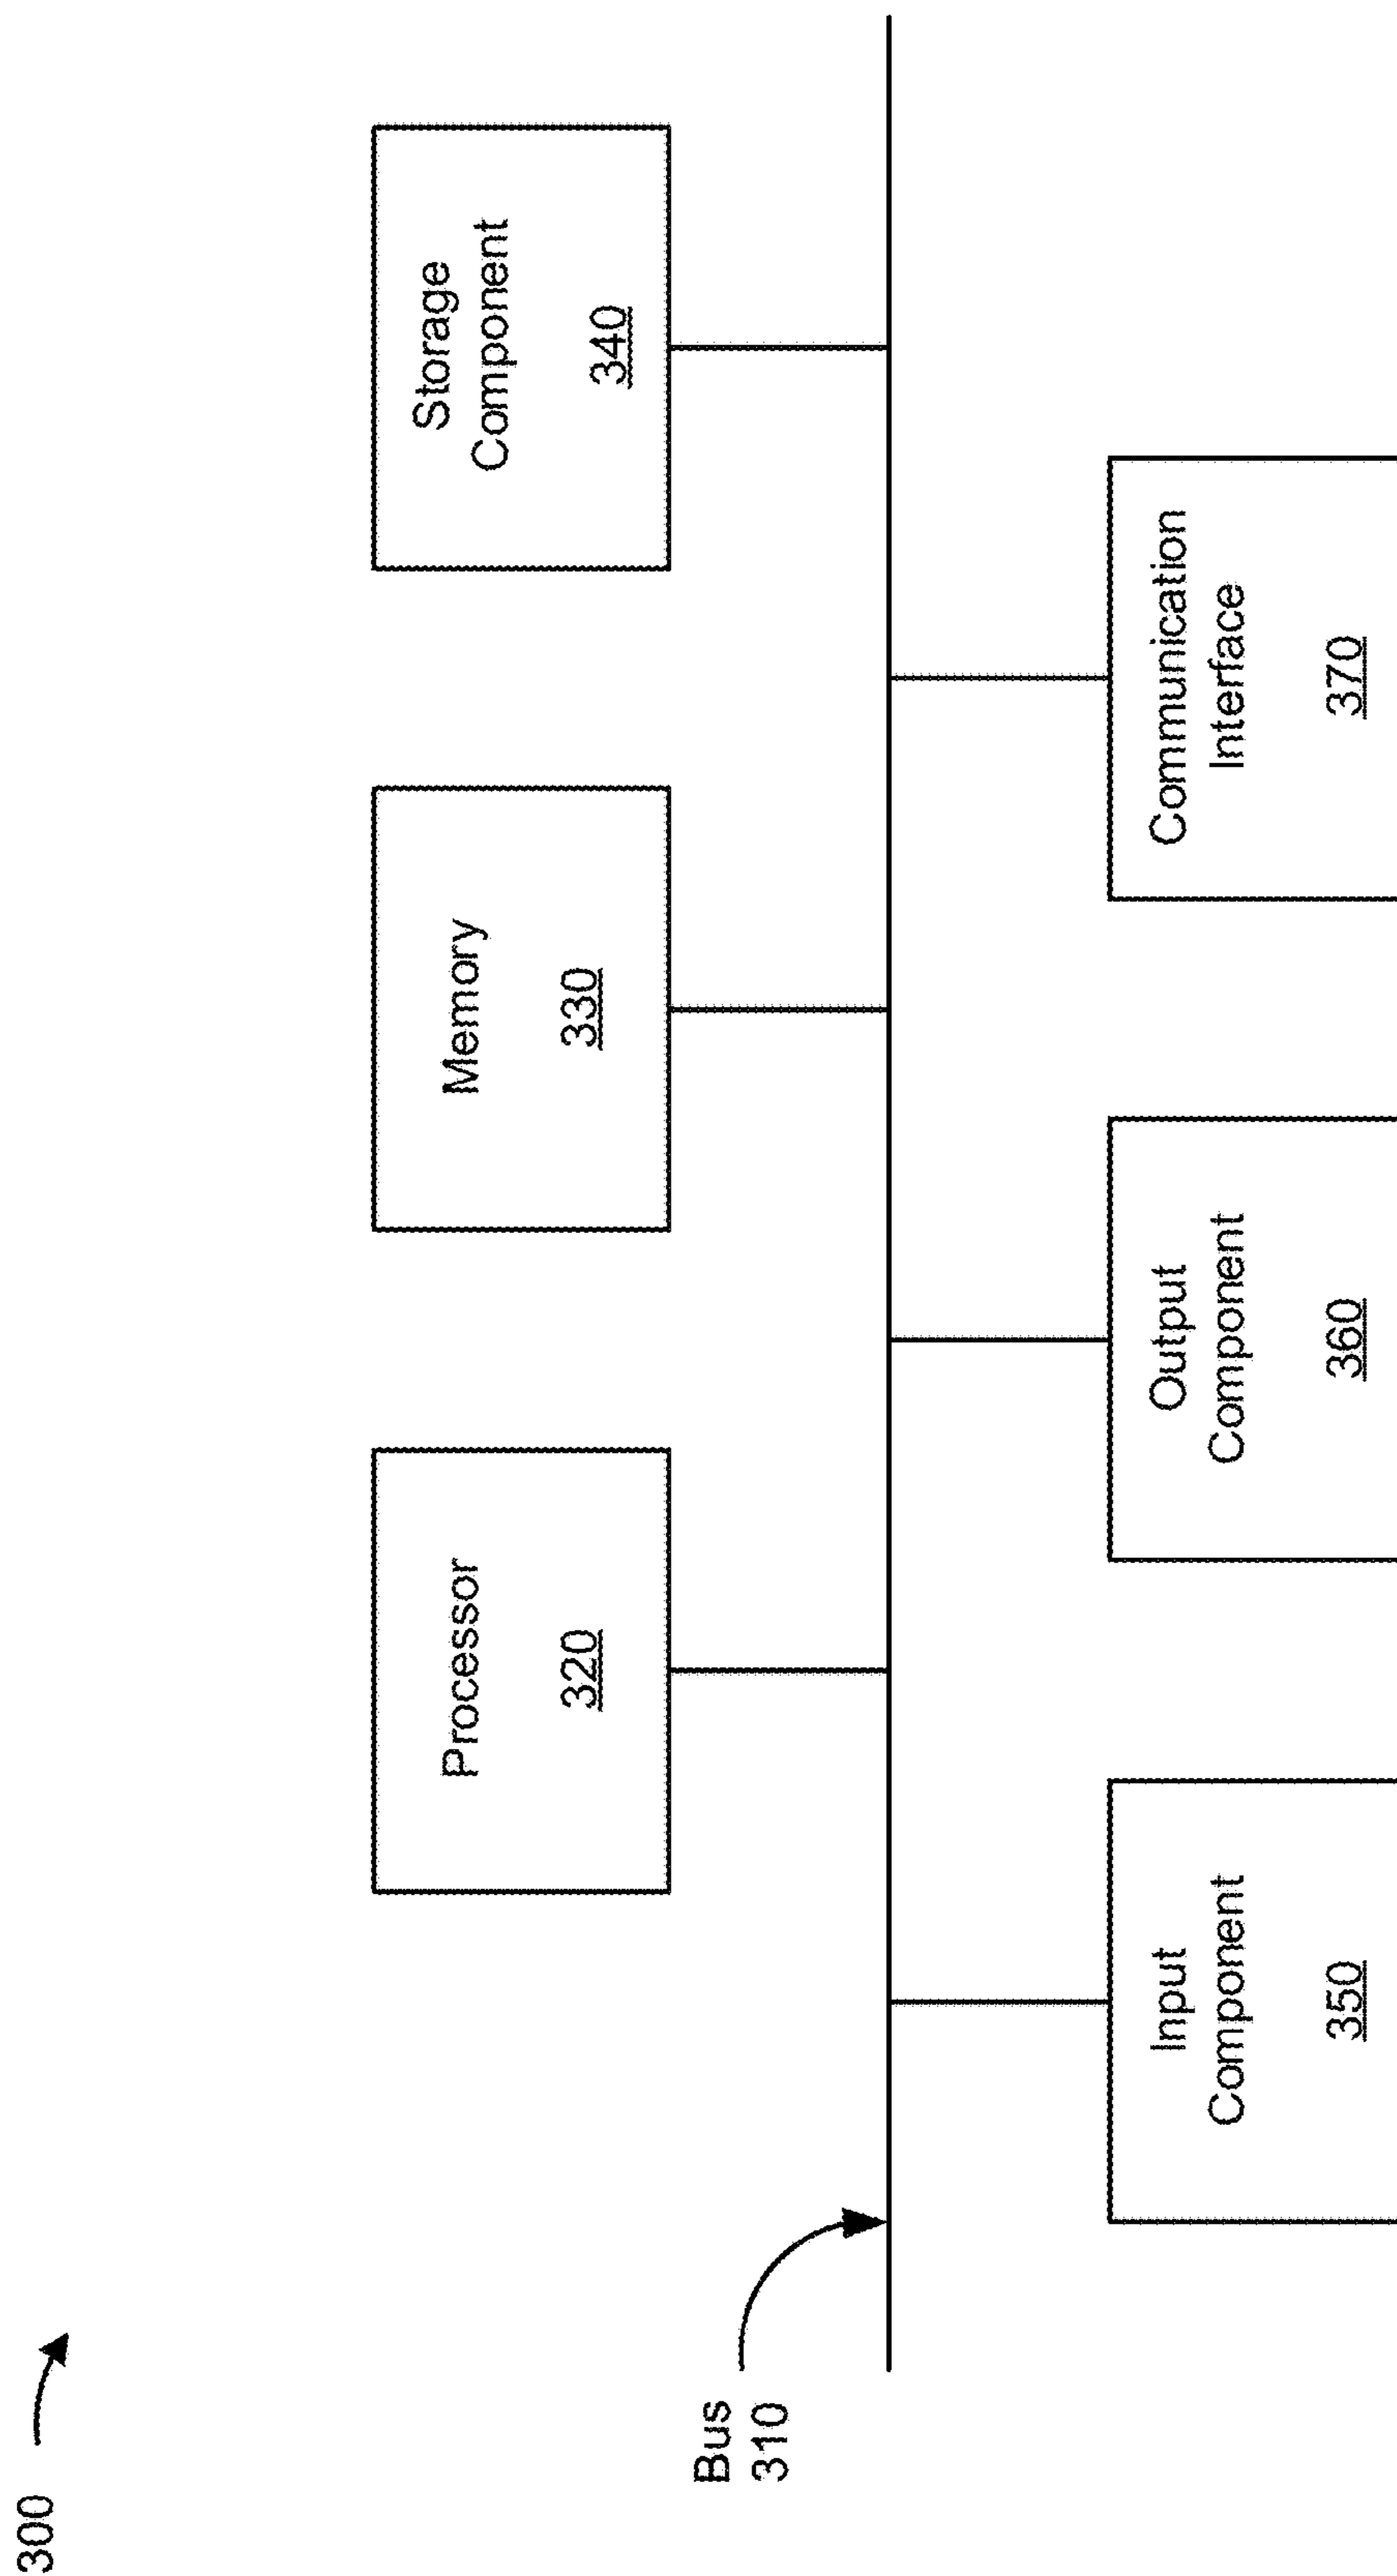 300
Processor
320
Memory
330
Storage
Component
340
Bus
310
Input
Component
350
Output
Component
360
Communication
Interface
370